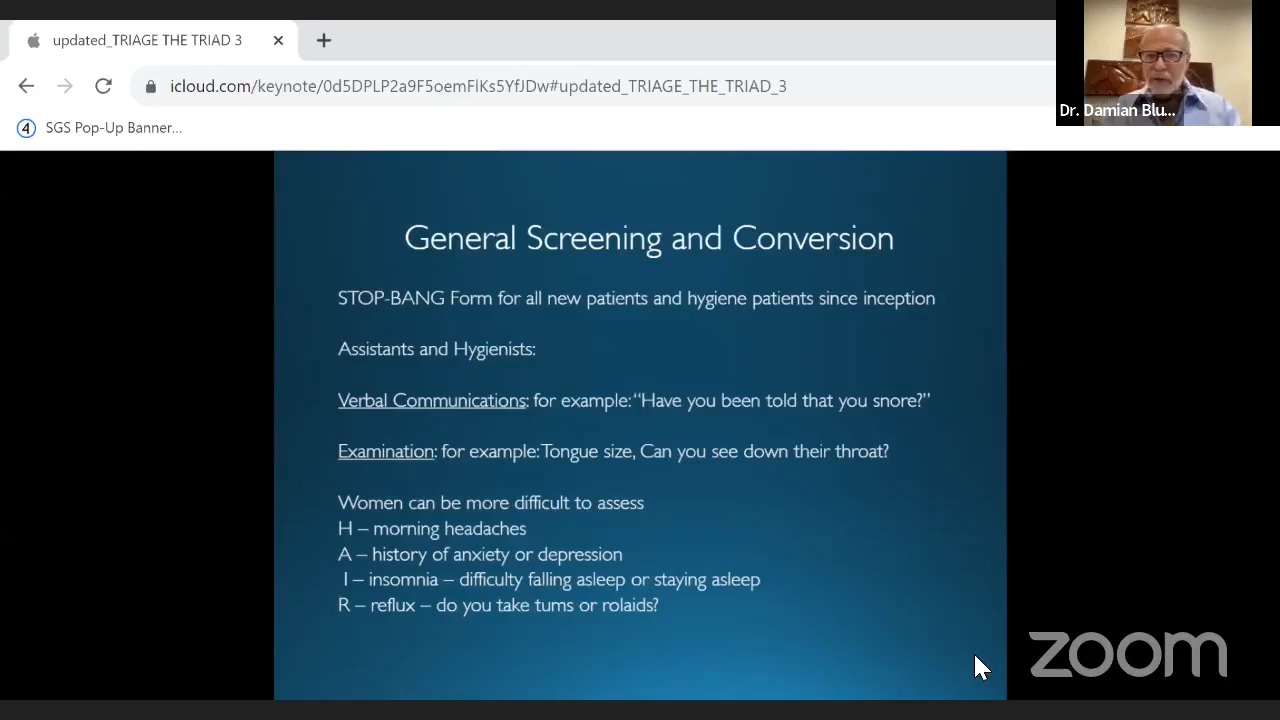 updated_TRIAGE THE TRIAD 3
icloud.com/keynote/0d5DPLP2a9F5oemFlKs5YfJDw#updated_TRIAGE_THE_TRIAD_3
4 SGS Pop-Up Banner...
Dr. Damian Blu...
General Screening and Conversion
STOP-BANG Form for all new patients and hygiene patients since inception
Assistants and Hygienists:
Verbal Communications: for example: “Have you been told that you snore?”
Examination: for example: Tongue size, Can you see down their throat?
Women can be more difficult to assess
H – morning headaches
A – history of anxiety or depression
I – insomnia – difficulty falling asleep or staying asleep
R – reflux – do you take tums or rolaids?
zoom